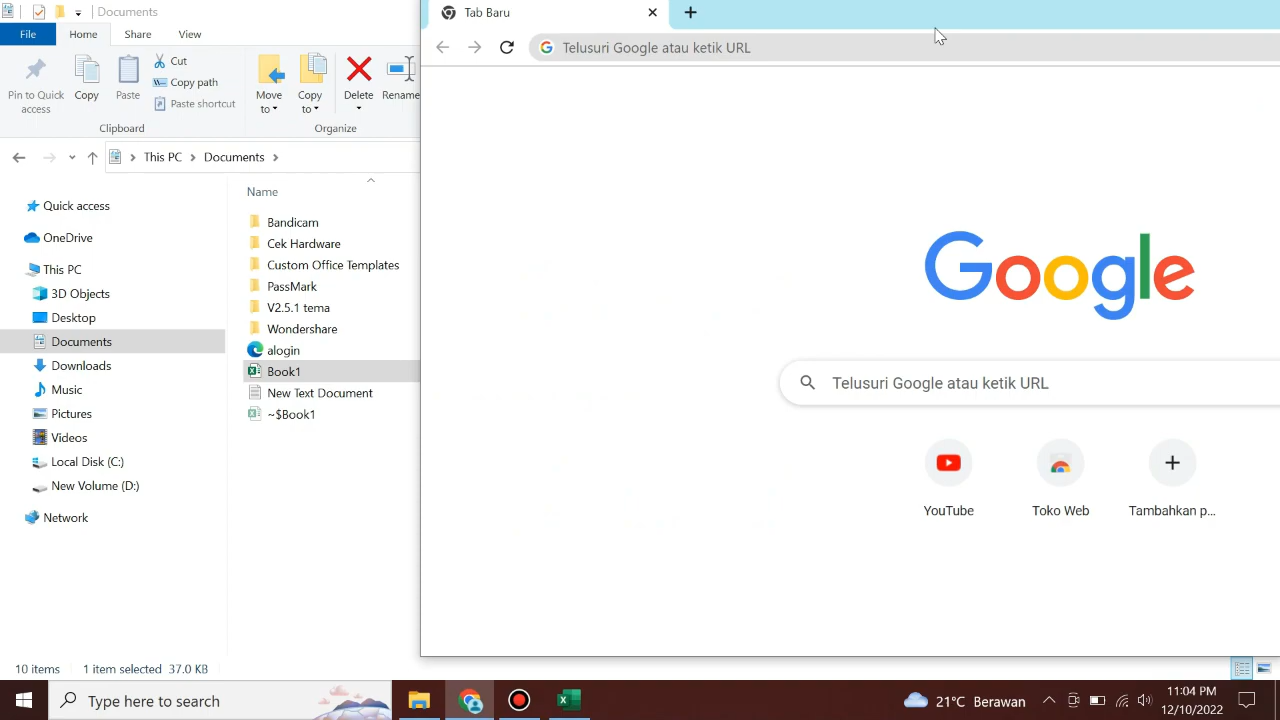 Documents
File Home Share View
Pin to Quick access
Copy
Paste
Cut
Copy path
Paste shortcut
Clipboard
Move to
Copy to
Delete
Rename
Organize
This PC
Documents
Quick access
OneDrive
This PC
3D Objects
Desktop
Documents
Downloads
Music
Pictures
Videos
Local Disk (C:)
New Volume (D:)
Network
Name
Bandicam
Cek Hardware
Custom Office Templates
PassMark
V2.5.1 tema
Wondershare
alogin
Book1
New Text Document
~$Book1
10 items 1 item selected 37.0 KB
Tab Baru
Telusuri Google atau ketik URL
Google
Telusuri Google atau ketik URL
YouTube
Toko Web
Tambahkan p...
Type here to search
21°C Berawan
11:04 PM
12/10/2022